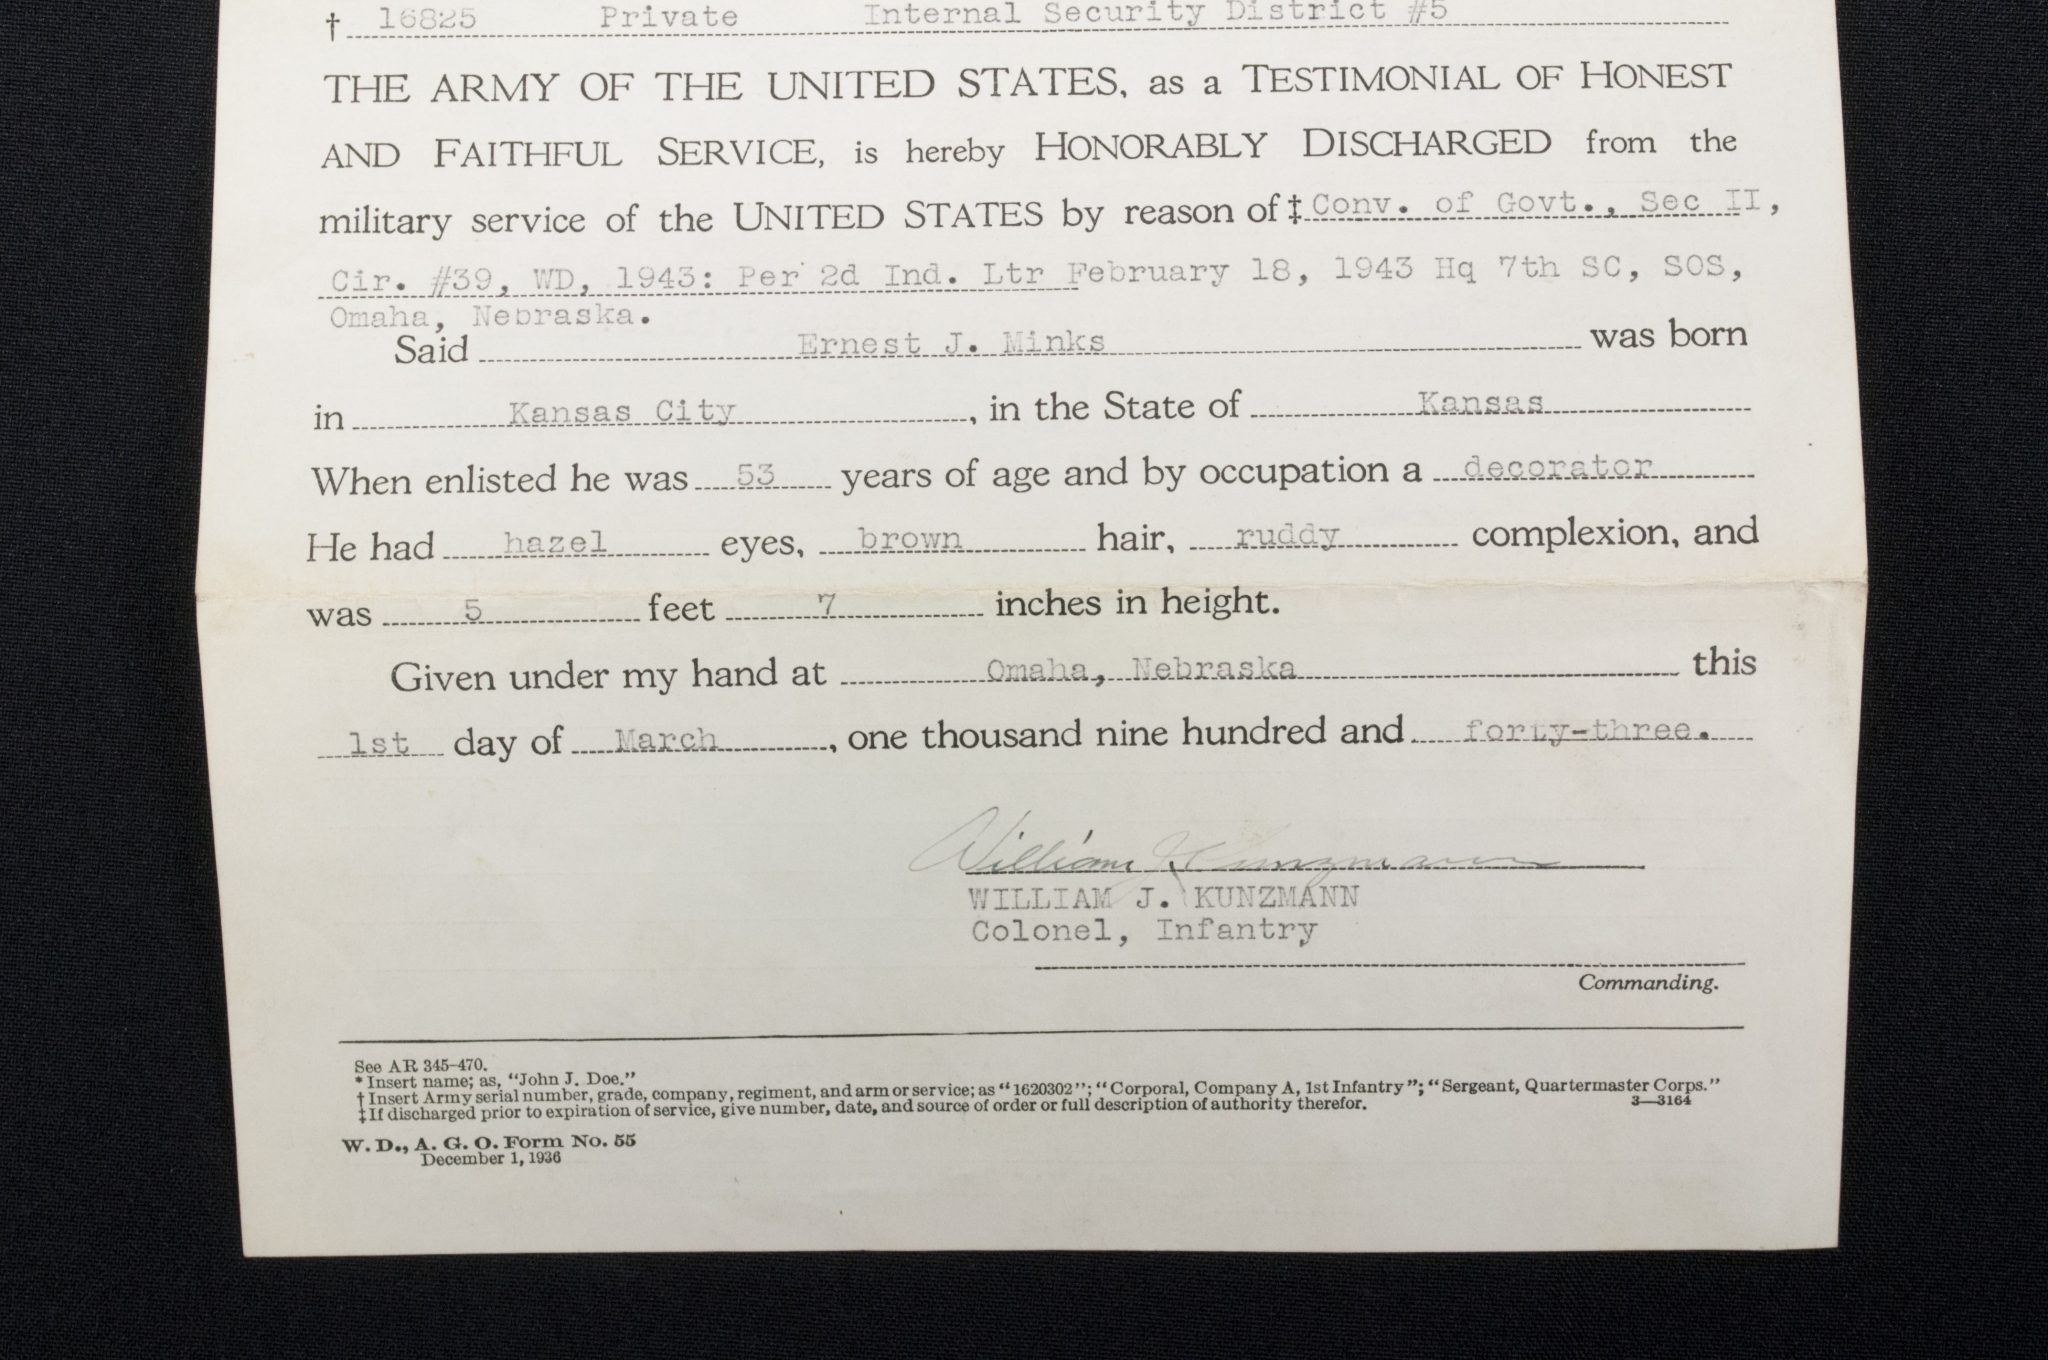 † 16825 Private Internal Security District #5
THE ARMY OF THE UNITED STATES, as a TESTIMONIAL OF HONEST
AND FAITHFUL SERVICE, is hereby HONORABLY DISCHARGED from the
military service of the UNITED STATES by reason of ‡ Conv. of Govt., Sec II,
Cir. #39, WD, 1943: Per 2d Ind. Ltr February 18, 1943 Hq 7th SC, SOS,
Omaha, Nebraska.
Said Ernest J. Minks was born
in Kansas City, in the State of Kansas
When enlisted he was 53 years of age and by occupation a decorator
He had hazel eyes, brown hair, ruddy complexion, and
was 5 feet 7 inches in height.
Given under my hand at Omaha, Nebraska this
1st day of March, one thousand nine hundred and forty-three.
William J. Kunzmann
WILLIAM J. KUNZMANN
Colonel, Infantry
Commanding.
See AR 345-470.
* Insert name; as, "John J. Doe."
† Insert Army serial number, grade, company, regiment, and arm or service; as "1620302"; "Corporal, Company A, 1st Infantry"; "Sergeant, Quartermaster Corps."
‡ If discharged prior to expiration of service, give number, date, and source of order or full description of authority therefor. 3—3164
W. D., A. G. O. Form No. 55
December 1, 1936